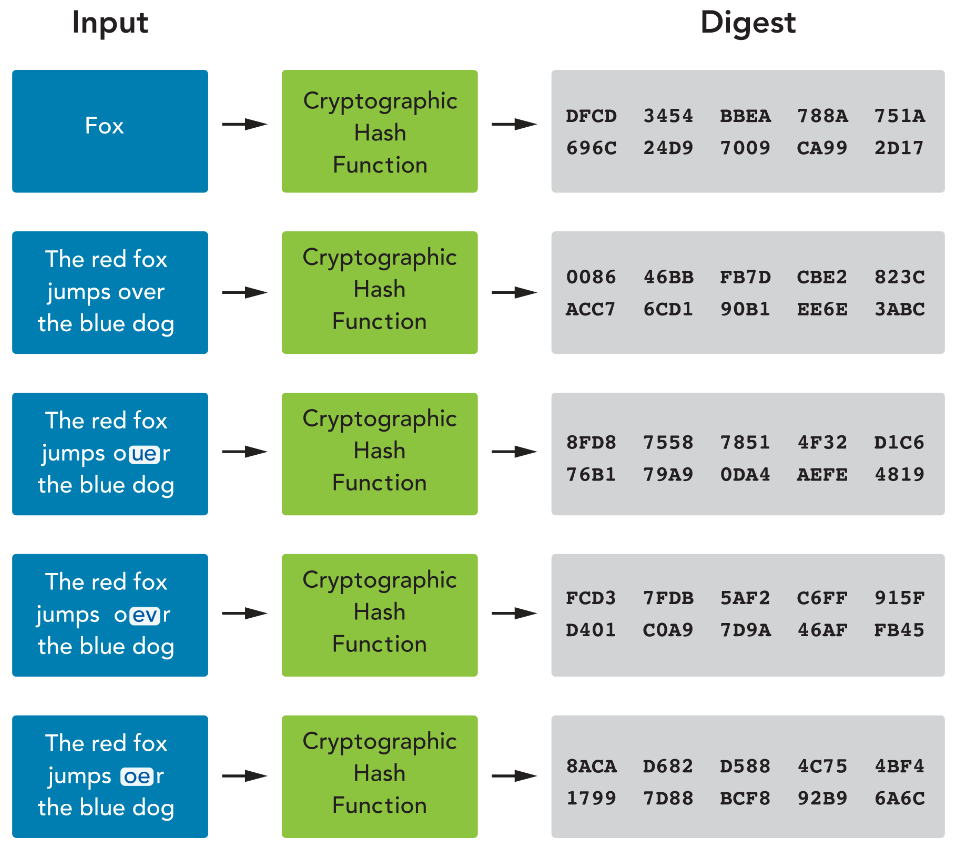 Input Digest
Fox
Cryptographic
Hash
Function
DFCD 3454 BBEA 788A 751A
696C 24D9 7009 CA99 2D17
The red fox
jumps over
the blue dog
Cryptographic
Hash
Function
0086 46BB FB7D CBE2 823C
ACC7 6CD1 90B1 EE6E 3ABC
The red fox
jumps ouer
the blue dog
Cryptographic
Hash
Function
8FD8 7558 7851 4F32 D1C6
76B1 79A9 0DA4 AEFE 4819
The red fox
jumps oevr
the blue dog
Cryptographic
Hash
Function
FCD3 7FDB 5AF2 C6FF 915F
D401 C0A9 7D9A 46AF FB45
The red fox
jumps oer
the blue dog
Cryptographic
Hash
Function
8ACA D682 D588 4C75 4BF4
1799 7D88 BCF8 92B9 6A6C